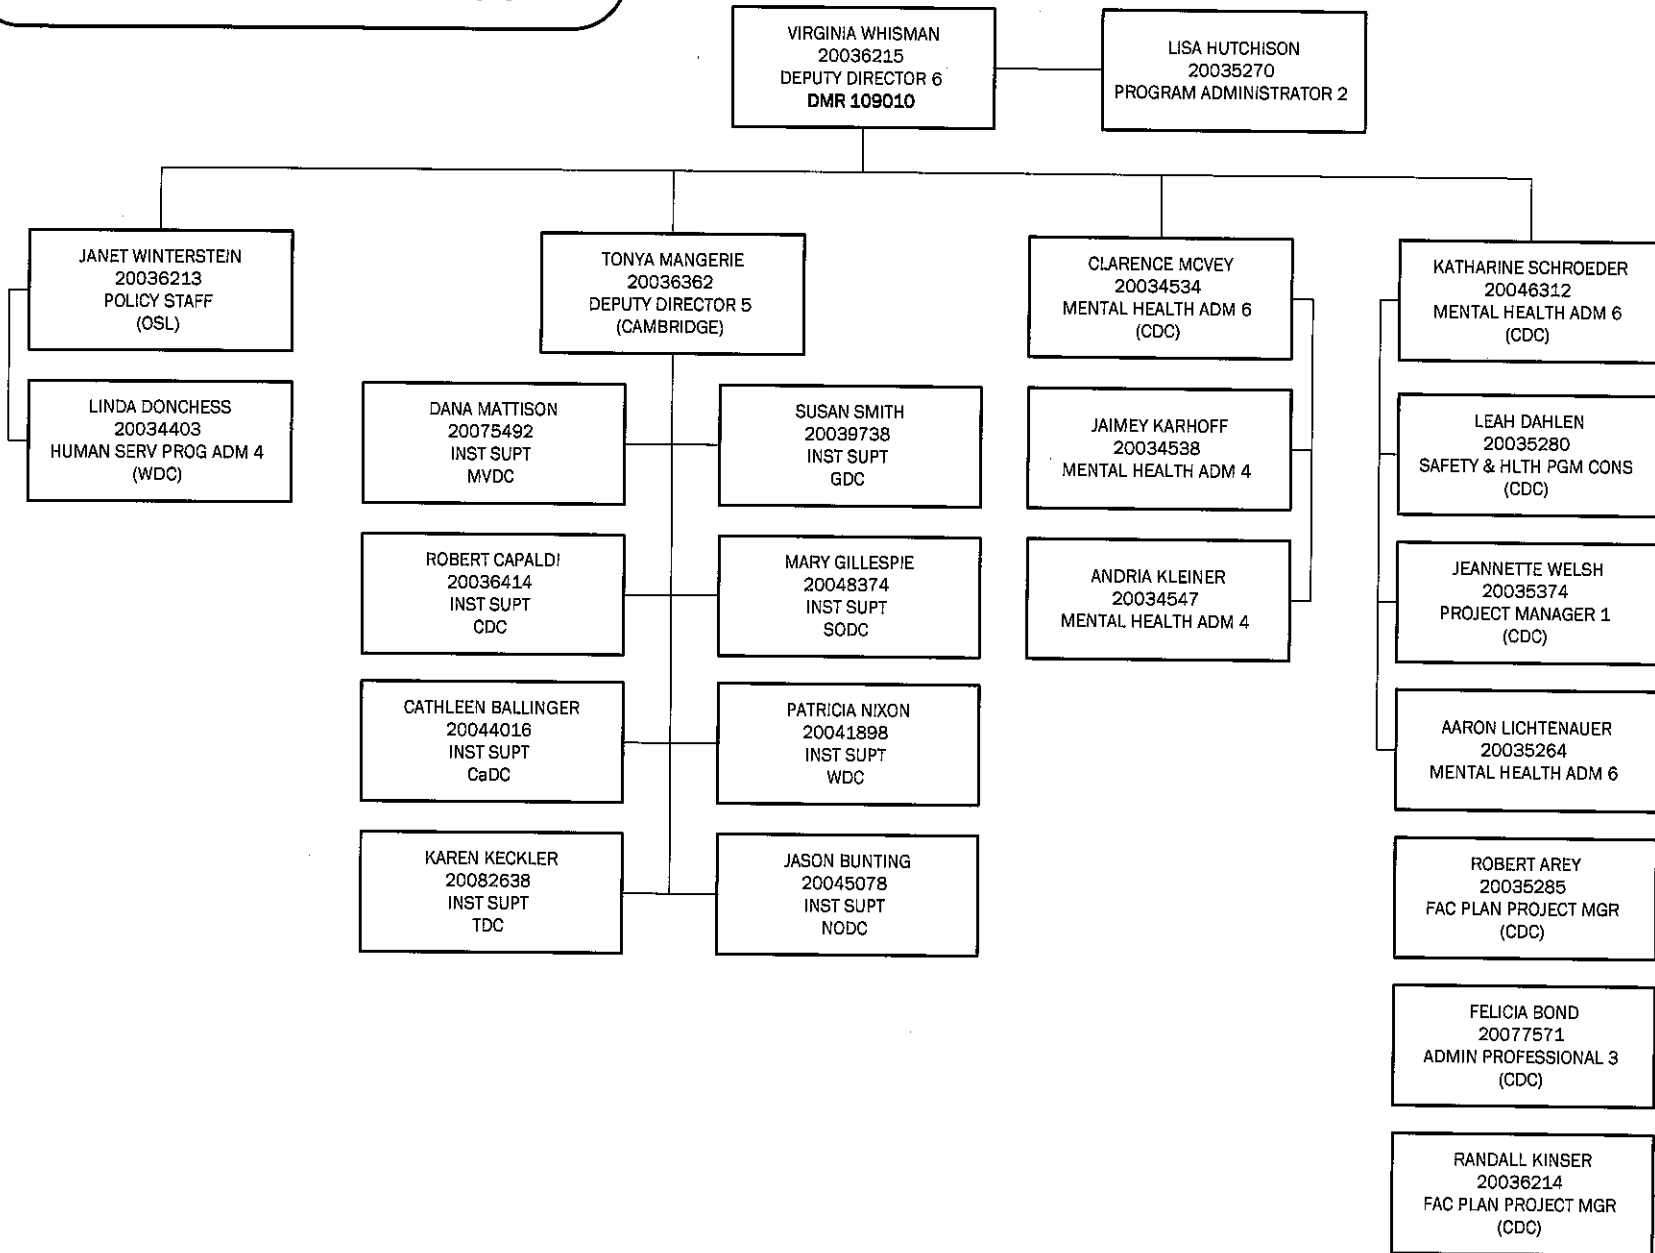 VIRGINIA WHISMAN
20036215
DEPUTY DIRECTOR 6
DMR 109010
LISA HUTCHISON
20035270
PROGRAM ADMINISTRATOR 2
JANET WINTERSTEIN
20036213
POLICY STAFF
(OSL)
LINDA DONCHESS
20034403
HUMAN SERV PROG ADM 4
(WDC)
TONYA MANGERIE
20036362
DEPUTY DIRECTOR 5
(CAMBRIDGE)
DANA MATTISON
20075492
INST SUPT
MVDC
SUSAN SMITH
20039738
INST SUPT
GDC
ROBERT CAPALDI
20036414
INST SUPT
CDC
MARY GILLESPIE
20048374
INST SUPT
SODC
CATHLEEN BALLINGER
20044016
INST SUPT
CaDC
PATRICIA NIXON
20041898
INST SUPT
WDC
KAREN KECKLER
20082638
INST SUPT
TDC
JASON BUNTING
20045078
INST SUPT
NODC
CLARENCE MCVEY
20034534
MENTAL HEALTH ADM 6
(CDC)
JAIMEY KARHOFF
20034538
MENTAL HEALTH ADM 4
ANDRIA KLEINER
20034547
MENTAL HEALTH ADM 4
KATHARINE SCHROEDER
20046312
MENTAL HEALTH ADM 6
(CDC)
LEAH DAHLEN
20035280
SAFETY & HLTH PGM CONS
(CDC)
JEANNETTE WELSH
20035374
PROJECT MANAGER 1
(CDC)
AARON LICHTENAUER
20035264
MENTAL HEALTH ADM 6
ROBERT AREY
20035285
FAC PLAN PROJECT MGR
(CDC)
FELICIA BOND
20077571
ADMIN PROFESSIONAL 3
(CDC)
RANDALL KINSER
20036214
FAC PLAN PROJECT MGR
(CDC)